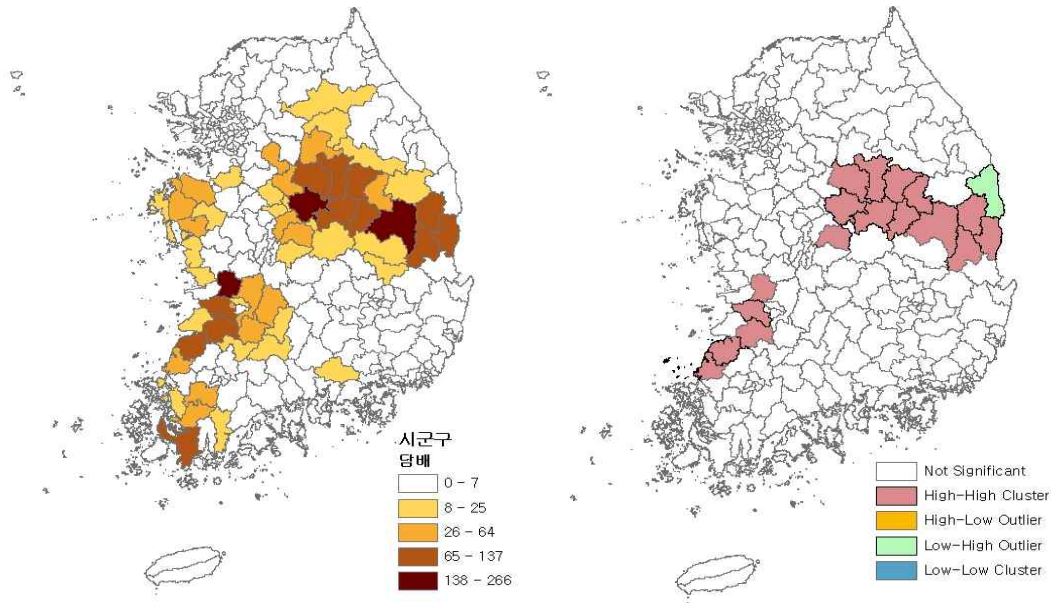 시군구
담배
0 - 7
8 - 25
26 - 64
65 - 137
138 - 266
Not Significant
High-High Cluster
High-Low Outlier
Low-High Outlier
Low-Low Cluster